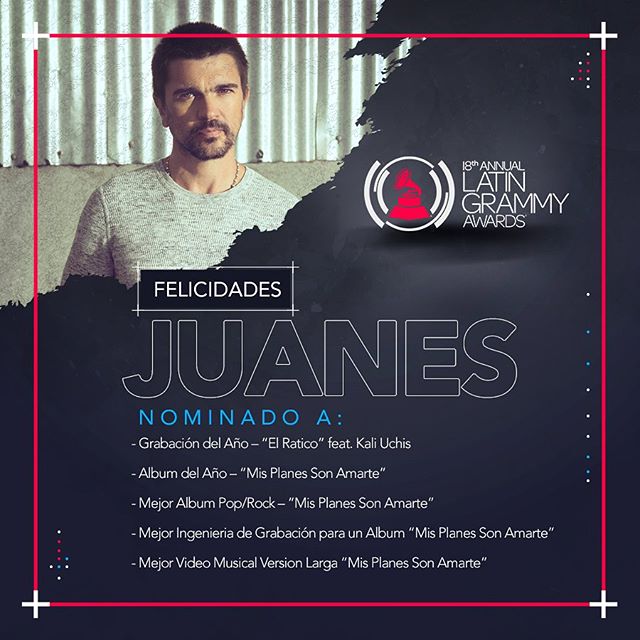 18th ANNUAL
LATIN
GRAMMY
AWARDS®
FELICIDADES
JUANES
NOMINADO A:
- Grabación del Año – “El Ratico” feat. Kali Uchis
- Album del Año – “Mis Planes Son Amarte”
- Mejor Album Pop/Rock – “Mis Planes Son Amarte”
- Mejor Ingenieria de Grabación para un Album “Mis Planes Son Amarte”
- Mejor Video Musical Version Larga “Mis Planes Son Amarte”